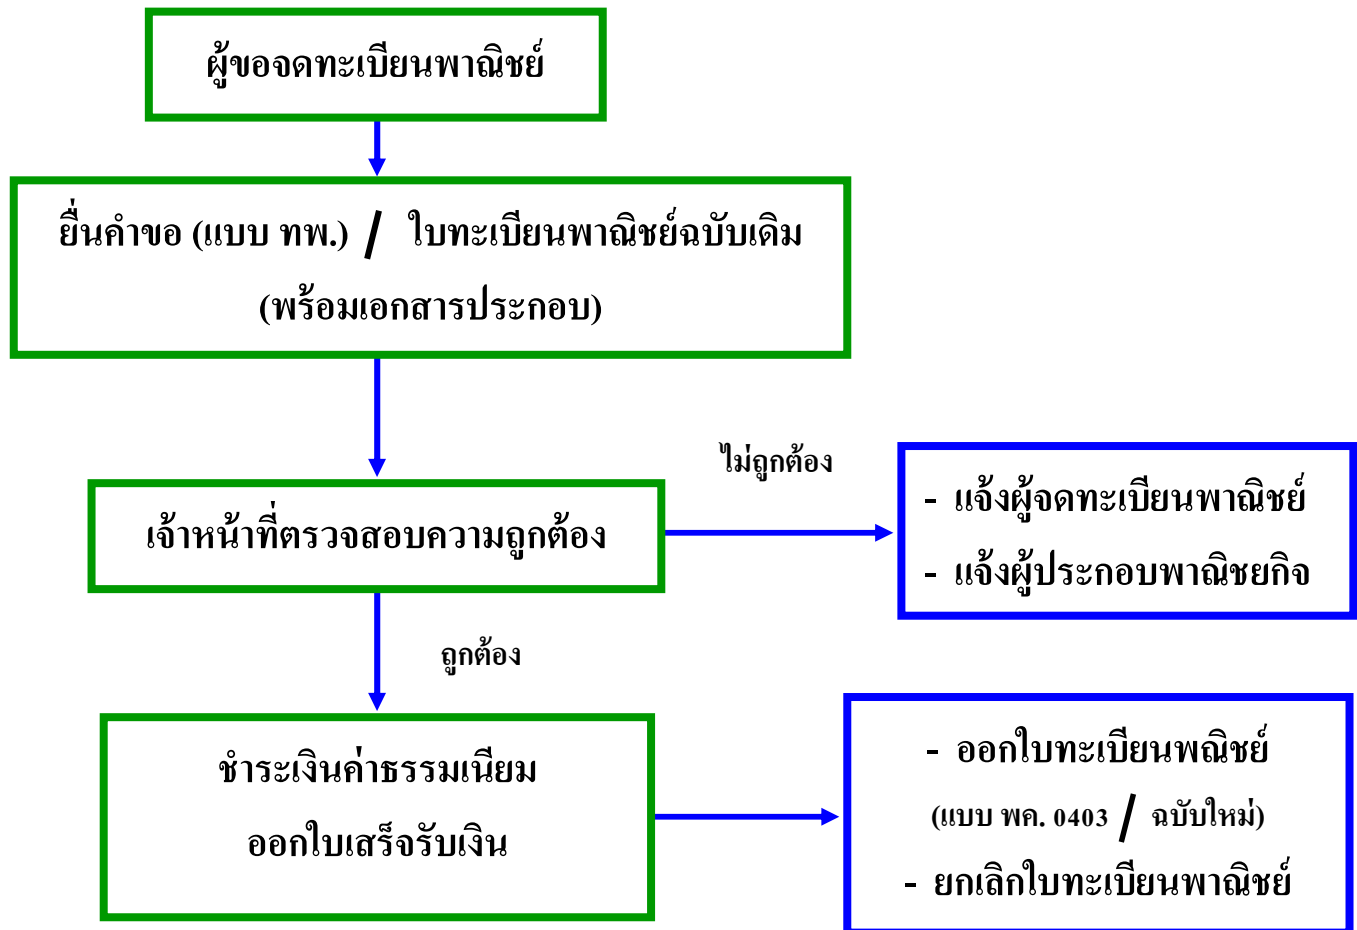 ผู้ขอจดทะเบียนพาณิชย์
ยื่นคำขอ (แบบ ทพ.) / ใบทะเบียนพาณิชย์ฉบับเดิม
(พร้อมเอกสารประกอบ)
ไม่ถูกต้อง
เจ้าหน้าที่ตรวจสอบความถูกต้อง
- แจ้งผู้จดทะเบียนพาณิชย์
- แจ้งผู้ประกอบพาณิชยกิจ
ถูกต้อง
ชำระเงินค่าธรรมเนียม
ออกใบเสร็จรับเงิน
- ออกใบทะเบียนพณิชย์
(แบบ พค. 0403 / ฉบับใหม่)
- ยกเลิกใบทะเบียนพาณิชย์